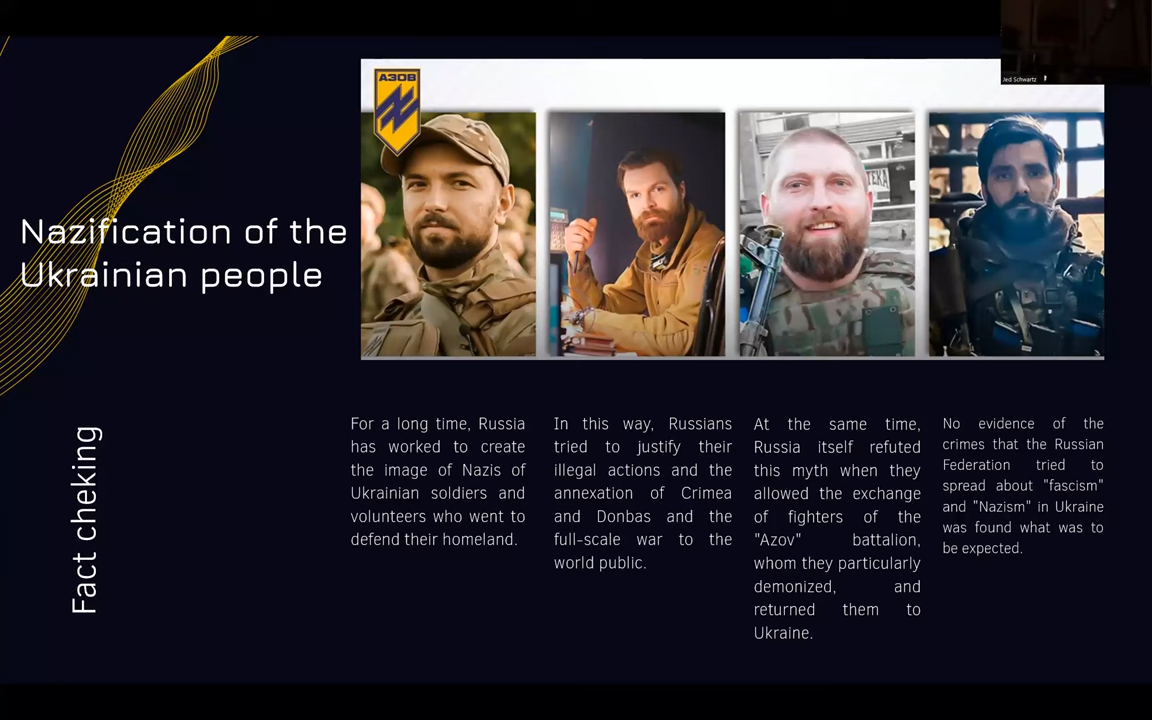 Jed Schwartz
АЗОВ
ТЕКА
Nazification of the
Ukrainian people
Fact cheking
For a long time, Russia
has worked to create
the image of Nazis of
Ukrainian soldiers and
volunteers who went to
defend their homeland.
In this way, Russians
tried to justify their
illegal actions and the
annexation of Crimea
and Donbas and the
full-scale war to the
world public.
At the same time,
Russia itself refuted
this myth when they
allowed the exchange
of fighters of the
"Azov" battalion,
whom they particularly
demonized, and
returned them to
Ukraine.
No evidence of the
crimes that the Russian
Federation tried to
spread about "fascism"
and "Nazism" in Ukraine
was found what was to
be expected.